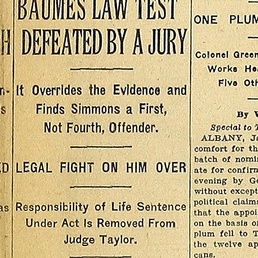 BAUMES LAW TEST
DEFEATED BY A JURY
It Overrides the Evidence and
Finds Simmons a First,
Not Fourth, Offender.
LEGAL FIGHT ON HIM OVER
Responsibility of Life Sentence
Under Act Is Removed From
Judge Taylor.
ONE PLUM
Colonel Green
Works He
Five Oth
By
Special to T
ALBANY, J
comfort for th
batch of nomin
ate for confirm
evening by G
without except
political claim
that the appoi
on the basis o
plum fell to T
the twelve ap
cans.